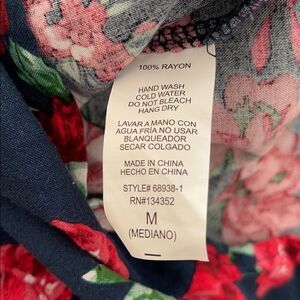 100% RAYON
HAND WASH
COLD WATER
DO NOT BLEACH
HANG DRY
LAVAR A MANO CON
AGUA FRÍA NO USAR
BLANQUEADOR
SECAR COLGADO
MADE IN CHINA
HECHO EN CHINA
STYLE# 68938-1
RN#134352
M
(MEDIANO)